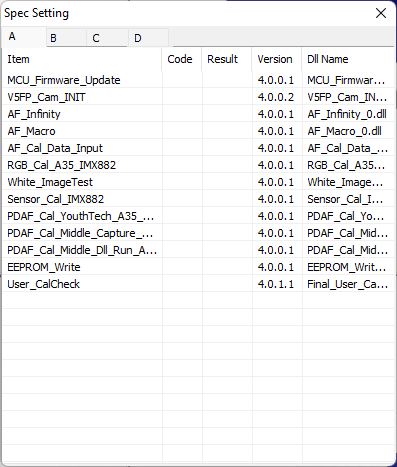 Spec Setting
A B C D
Item Code Result Version Dll Name
MCU_Firmware_Update 4.0.0.1 MCU_Firmwar...
V5FP_Cam_INIT 4.0.0.2 V5FP_Cam_IN...
AF_Infinity 4.0.0.1 AF_Infinity_0.dll
AF_Macro 4.0.0.1 AF_Macro_0.dll
AF_Cal_Data_Input 4.0.0.1 AF_Cal_Data_...
RGB_Cal_A35_IMX882 4.0.0.1 RGB_Cal_A35...
White_ImageTest 4.0.0.1 White_Image...
Sensor_Cal_IMX882 4.0.0.1 Sensor_Cal_I...
PDAF_Cal_YouthTech_A35_... 4.0.0.1 PDAF_Cal_Yo...
PDAF_Cal_Middle_Capture_... 4.0.0.1 PDAF_Cal_Mid...
PDAF_Cal_Middle_Dll_Run_A... 4.0.0.1 PDAF_Cal_Mid...
EEPROM_Write 4.0.0.1 EEPROM_Writ...
User_CalCheck 4.0.1.1 Final_User_Ca...